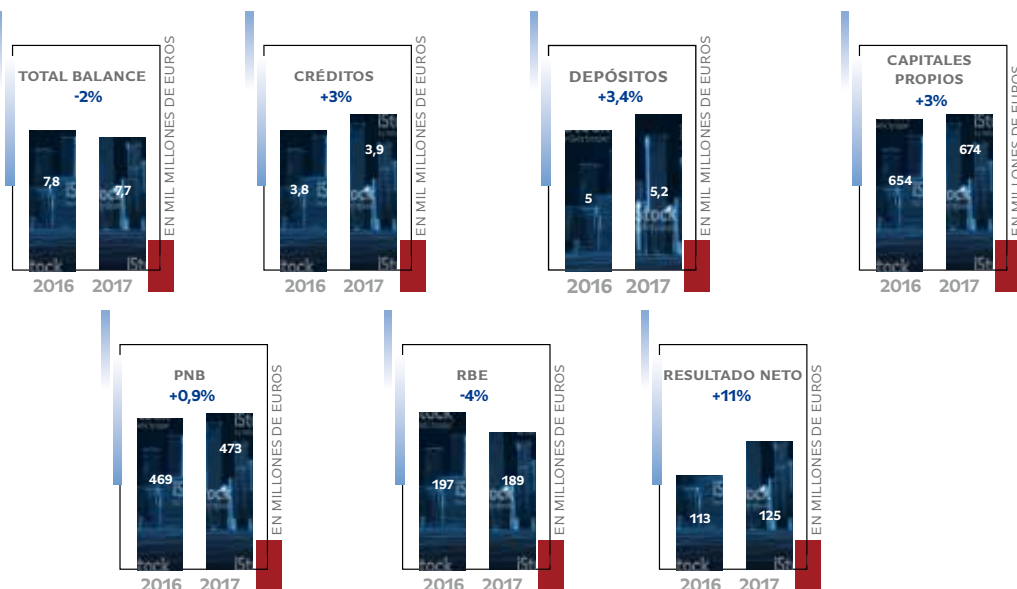 TOTAL BALANCE
-2%
7,8
7,7
2016 2017
EN MIL MILLONES DE EUROS
CRÉDITOS
+3%
3,8
3,9
2016 2017
EN MIL MILLONES DE EUROS
DEPÓSITOS
+3,4%
5
5,2
2016 2017
EN MIL MILLONES DE EUROS
CAPITALES
PROPIOS
+3%
654
674
2016 2017
EN MILLONES DE EUROS
PNB
+0,9%
469
473
2016 2017
EN MILLONES DE EUROS
RBE
-4%
197
189
2016 2017
EN MILLONES DE EUROS
RESULTADO NETO
+11%
113
125
2016 2017
EN MILLONES DE EUROS